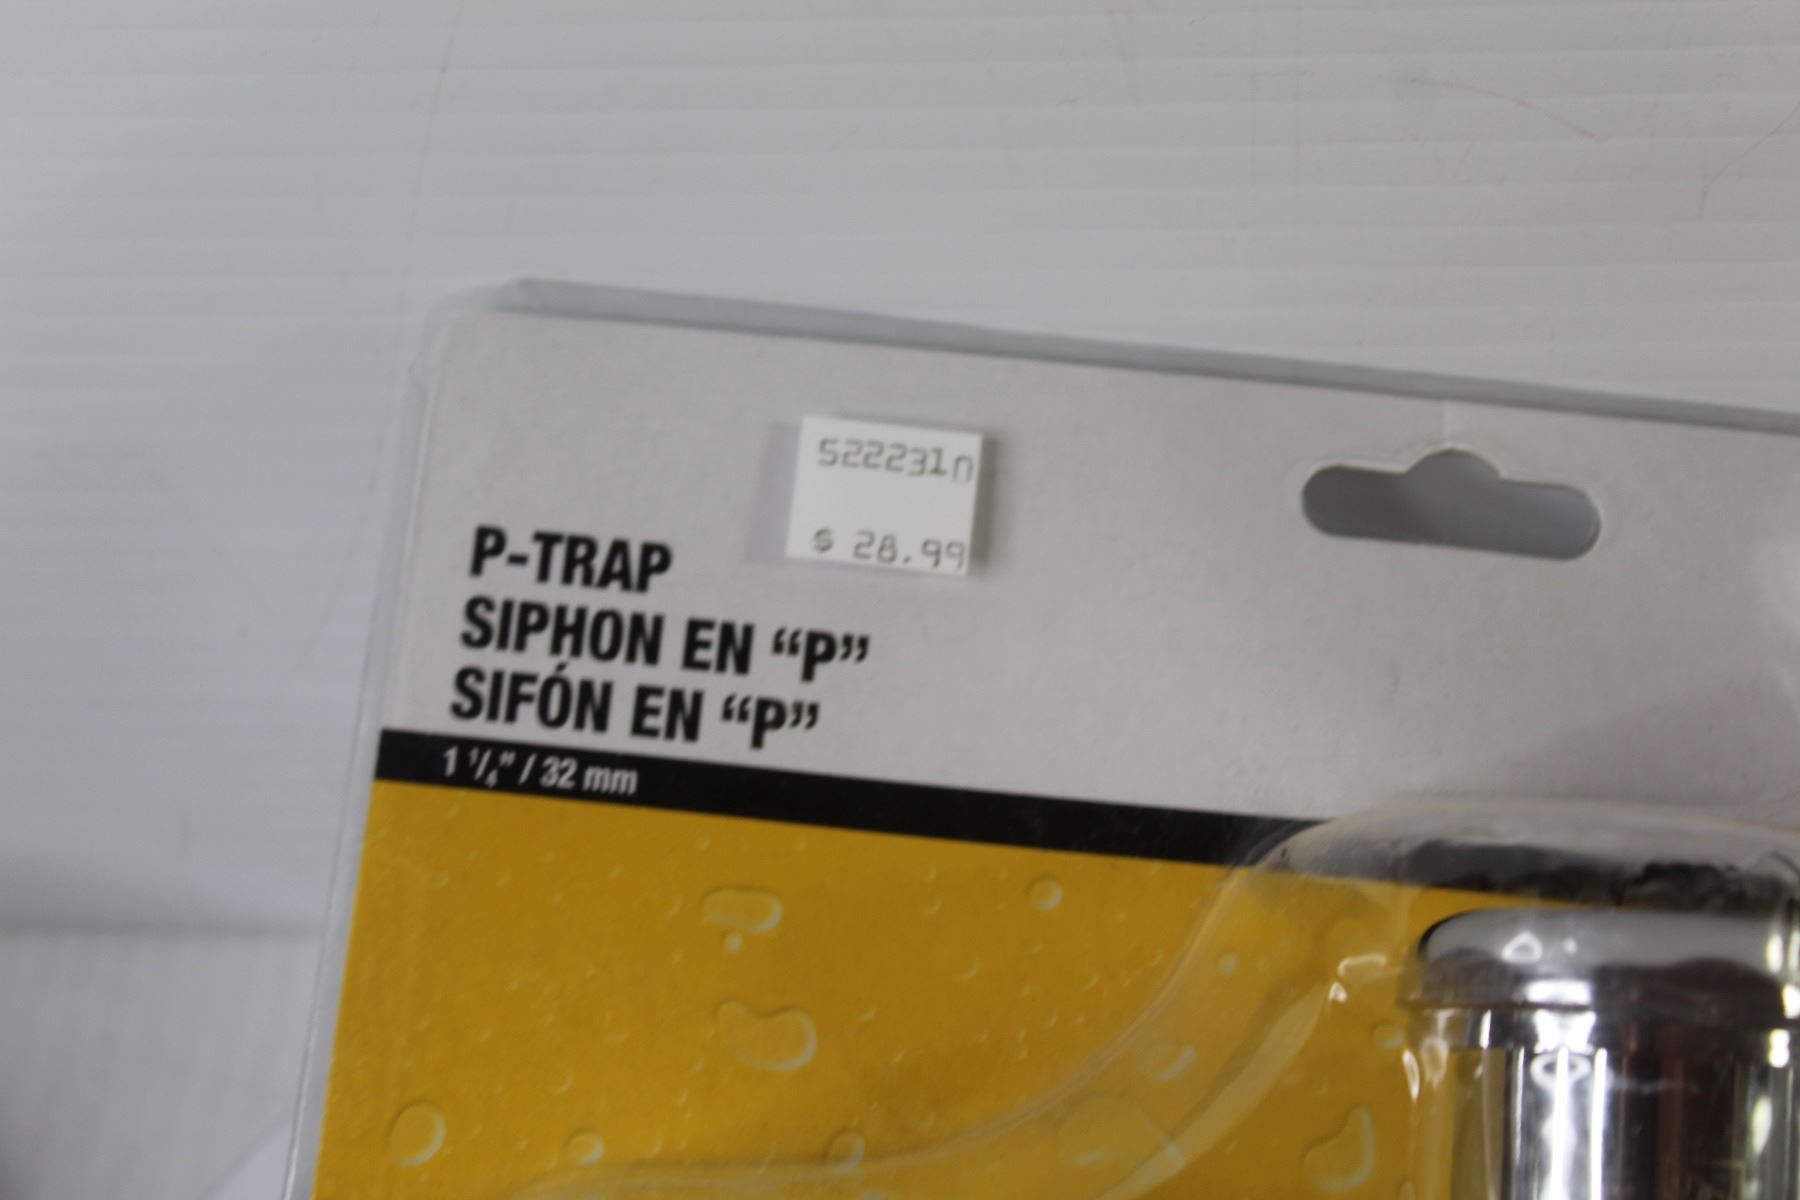 522231n
$ 28.99
P-TRAP
SIPHON EN “P”
SIFÓN EN “P”
1 1/4” / 32 mm